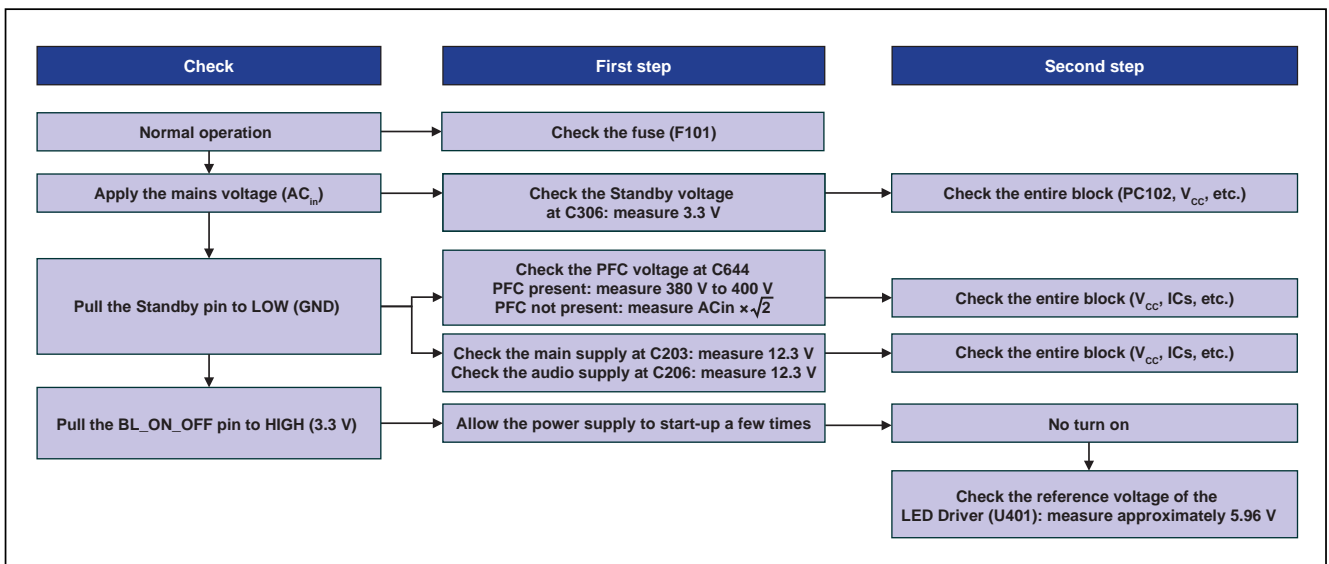 Check
First step
Second step
Normal operation
Check the fuse (F101)
Apply the mains voltage (ACin)
Check the Standby voltage
at C306: measure 3.3 V
Check the entire block (PC102, VCC, etc.)
Pull the Standby pin to LOW (GND)
Check the PFC voltage at C644
PFC present: measure 380 V to 400 V
PFC not present: measure ACin ×√2
Check the entire block (VCC, ICs, etc.)
Check the main supply at C203: measure 12.3 V
Check the audio supply at C206: measure 12.3 V
Check the entire block (VCC, ICs, etc.)
Pull the BL_ON_OFF pin to HIGH (3.3 V)
Allow the power supply to start-up a few times
No turn on
Check the reference voltage of the
LED Driver (U401): measure approximately 5.96 V